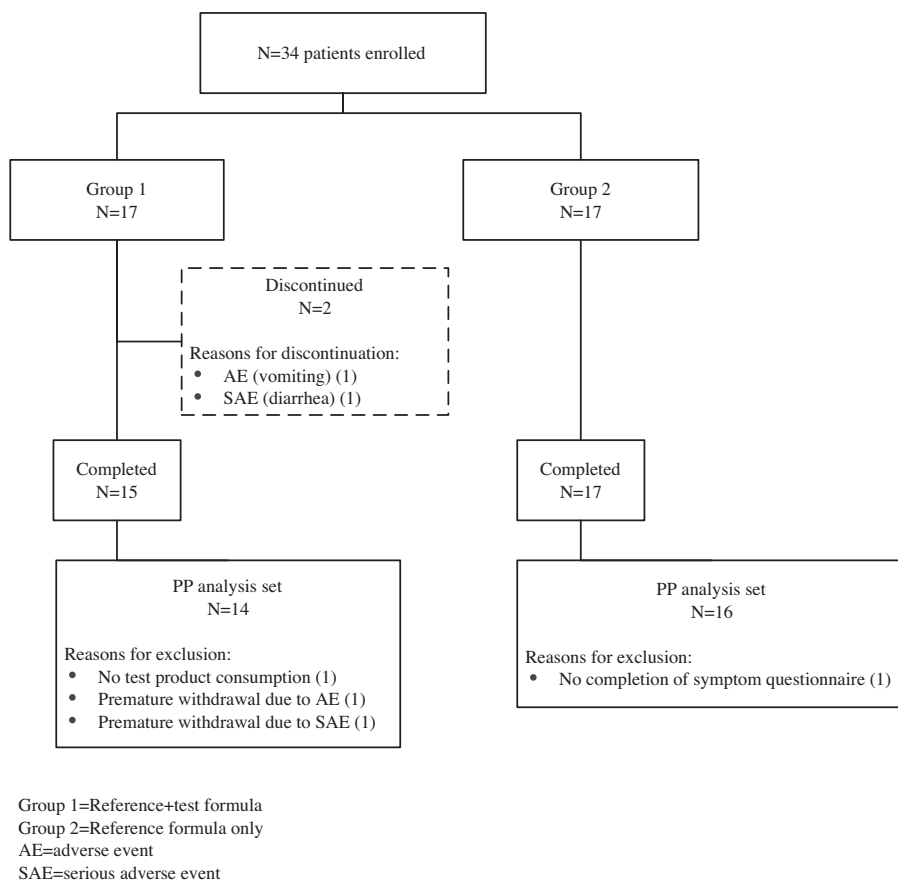 N=34 patients enrolled
Group 1
N=17
Group 2
N=17
Discontinued
N=2
Reasons for discontinuation:
• AE (vomiting) (1)
• SAE (diarrhea) (1)
Completed
N=15
Completed
N=17
PP analysis set
N=14
Reasons for exclusion:
• No test product consumption (1)
• Premature withdrawal due to AE (1)
• Premature withdrawal due to SAE (1)
PP analysis set
N=16
Reasons for exclusion:
• No completion of symptom questionnaire (1)
Group 1=Reference+test formula
Group 2=Reference formula only
AE=adverse event
SAE=serious adverse event